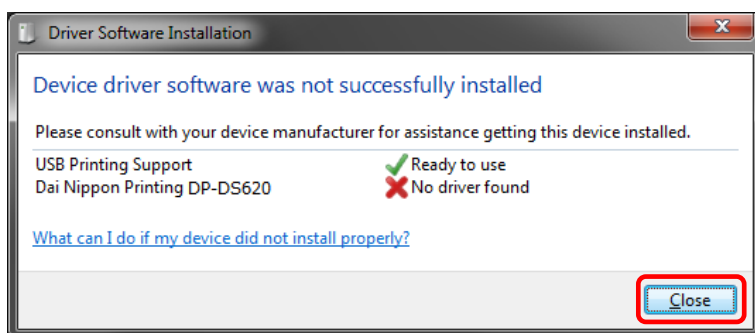 Driver Software Installation
Device driver software was not successfully installed
Please consult with your device manufacturer for assistance getting this device installed.
USB Printing Support Ready to use
Dai Nippon Printing DP-DS620 No driver found
What can I do if my device did not install properly?
Close